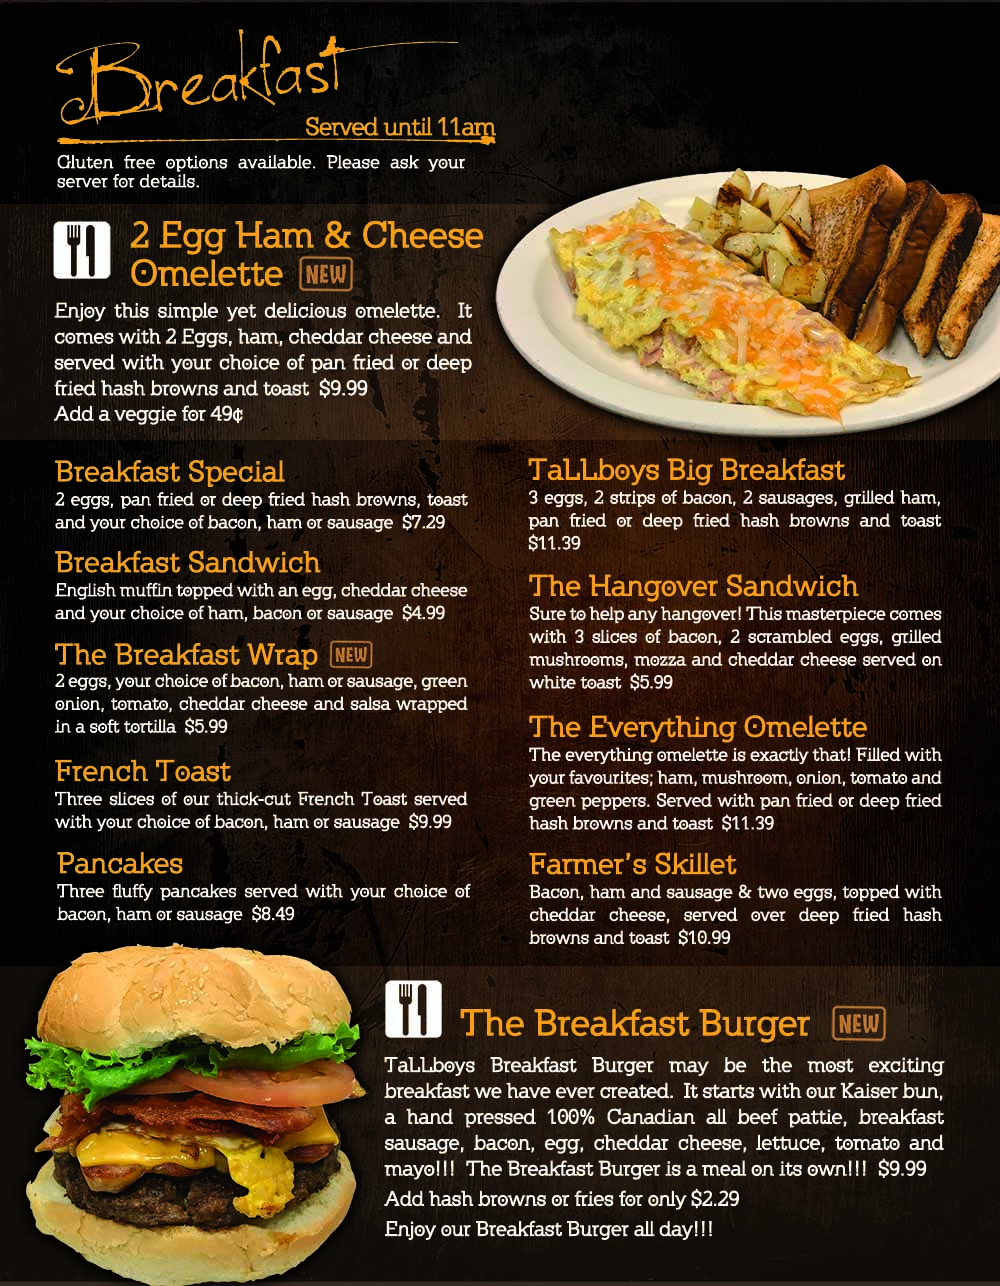 Breakfast
Served until 11am
Gluten free options available. Please ask your
server for details.
2 Egg Ham & Cheese
Omelette NEW
Enjoy this simple yet delicious omelette. It
comes with 2 Eggs, ham, cheddar cheese and
served with your choice of pan fried or deep
fried hash browns and toast $9.99
Add a veggie for 49¢
Breakfast Special
2 eggs, pan fried or deep fried hash browns, toast
and your choice of bacon, ham or sausage $7.29
Breakfast Sandwich
English muffin topped with an egg, cheddar cheese
and your choice of ham, bacon or sausage $4.99
The Breakfast Wrap NEW
2 eggs, your choice of bacon, ham or sausage, green
onion, tomato, cheddar cheese and salsa wrapped
in a soft tortilla $5.99
French Toast
Three slices of our thick-cut French Toast served
with your choice of bacon, ham or sausage $9.99
Pancakes
Three fluffy pancakes served with your choice of
bacon, ham or sausage $8.49
TaLLboys Big Breakfast
3 eggs, 2 strips of bacon, 2 sausages, grilled ham,
pan fried or deep fried hash browns and toast
$11.39
The Hangover Sandwich
Sure to help any hangover! This masterpiece comes
with 3 slices of bacon, 2 scrambled eggs, grilled
mushrooms, mozza and cheddar cheese served on
white toast $5.99
The Everything Omelette
The everything omelette is exactly that! Filled with
your favourites; ham, mushroom, onion, tomato and
green peppers. Served with pan fried or deep fried
hash browns and toast $11.39
Farmer's Skillet
Bacon, ham and sausage & two eggs, topped with
cheddar cheese, served over deep fried hash
browns and toast $10.99
The Breakfast Burger NEW
TaLLboys Breakfast Burger may be the most exciting
breakfast we have ever created. It starts with our Kaiser bun,
a hand pressed 100% Canadian all beef pattie, breakfast
sausage, bacon, egg, cheddar cheese, lettuce, tomato and
mayo!!! The Breakfast Burger is a meal on its own!!! $9.99
Add hash browns or fries for only $2.29
Enjoy our Breakfast Burger all day!!!